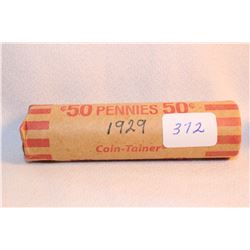 ¢50 PENNIES 50¢
1929
372
Coin-Tainer